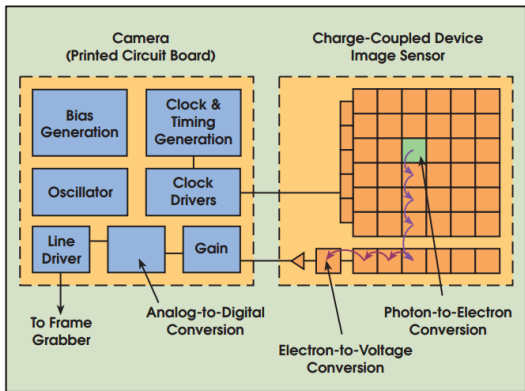 Camera
(Printed Circuit Board)
Charge-Coupled Device
Image Sensor
Bias
Generation
Clock &
Timing
Generation
Oscillator
Clock
Drivers
Line
Driver
Gain
To Frame
Grabber
Analog-to-Digital
Conversion
Photon-to-Electron
Conversion
Electron-to-Voltage
Conversion